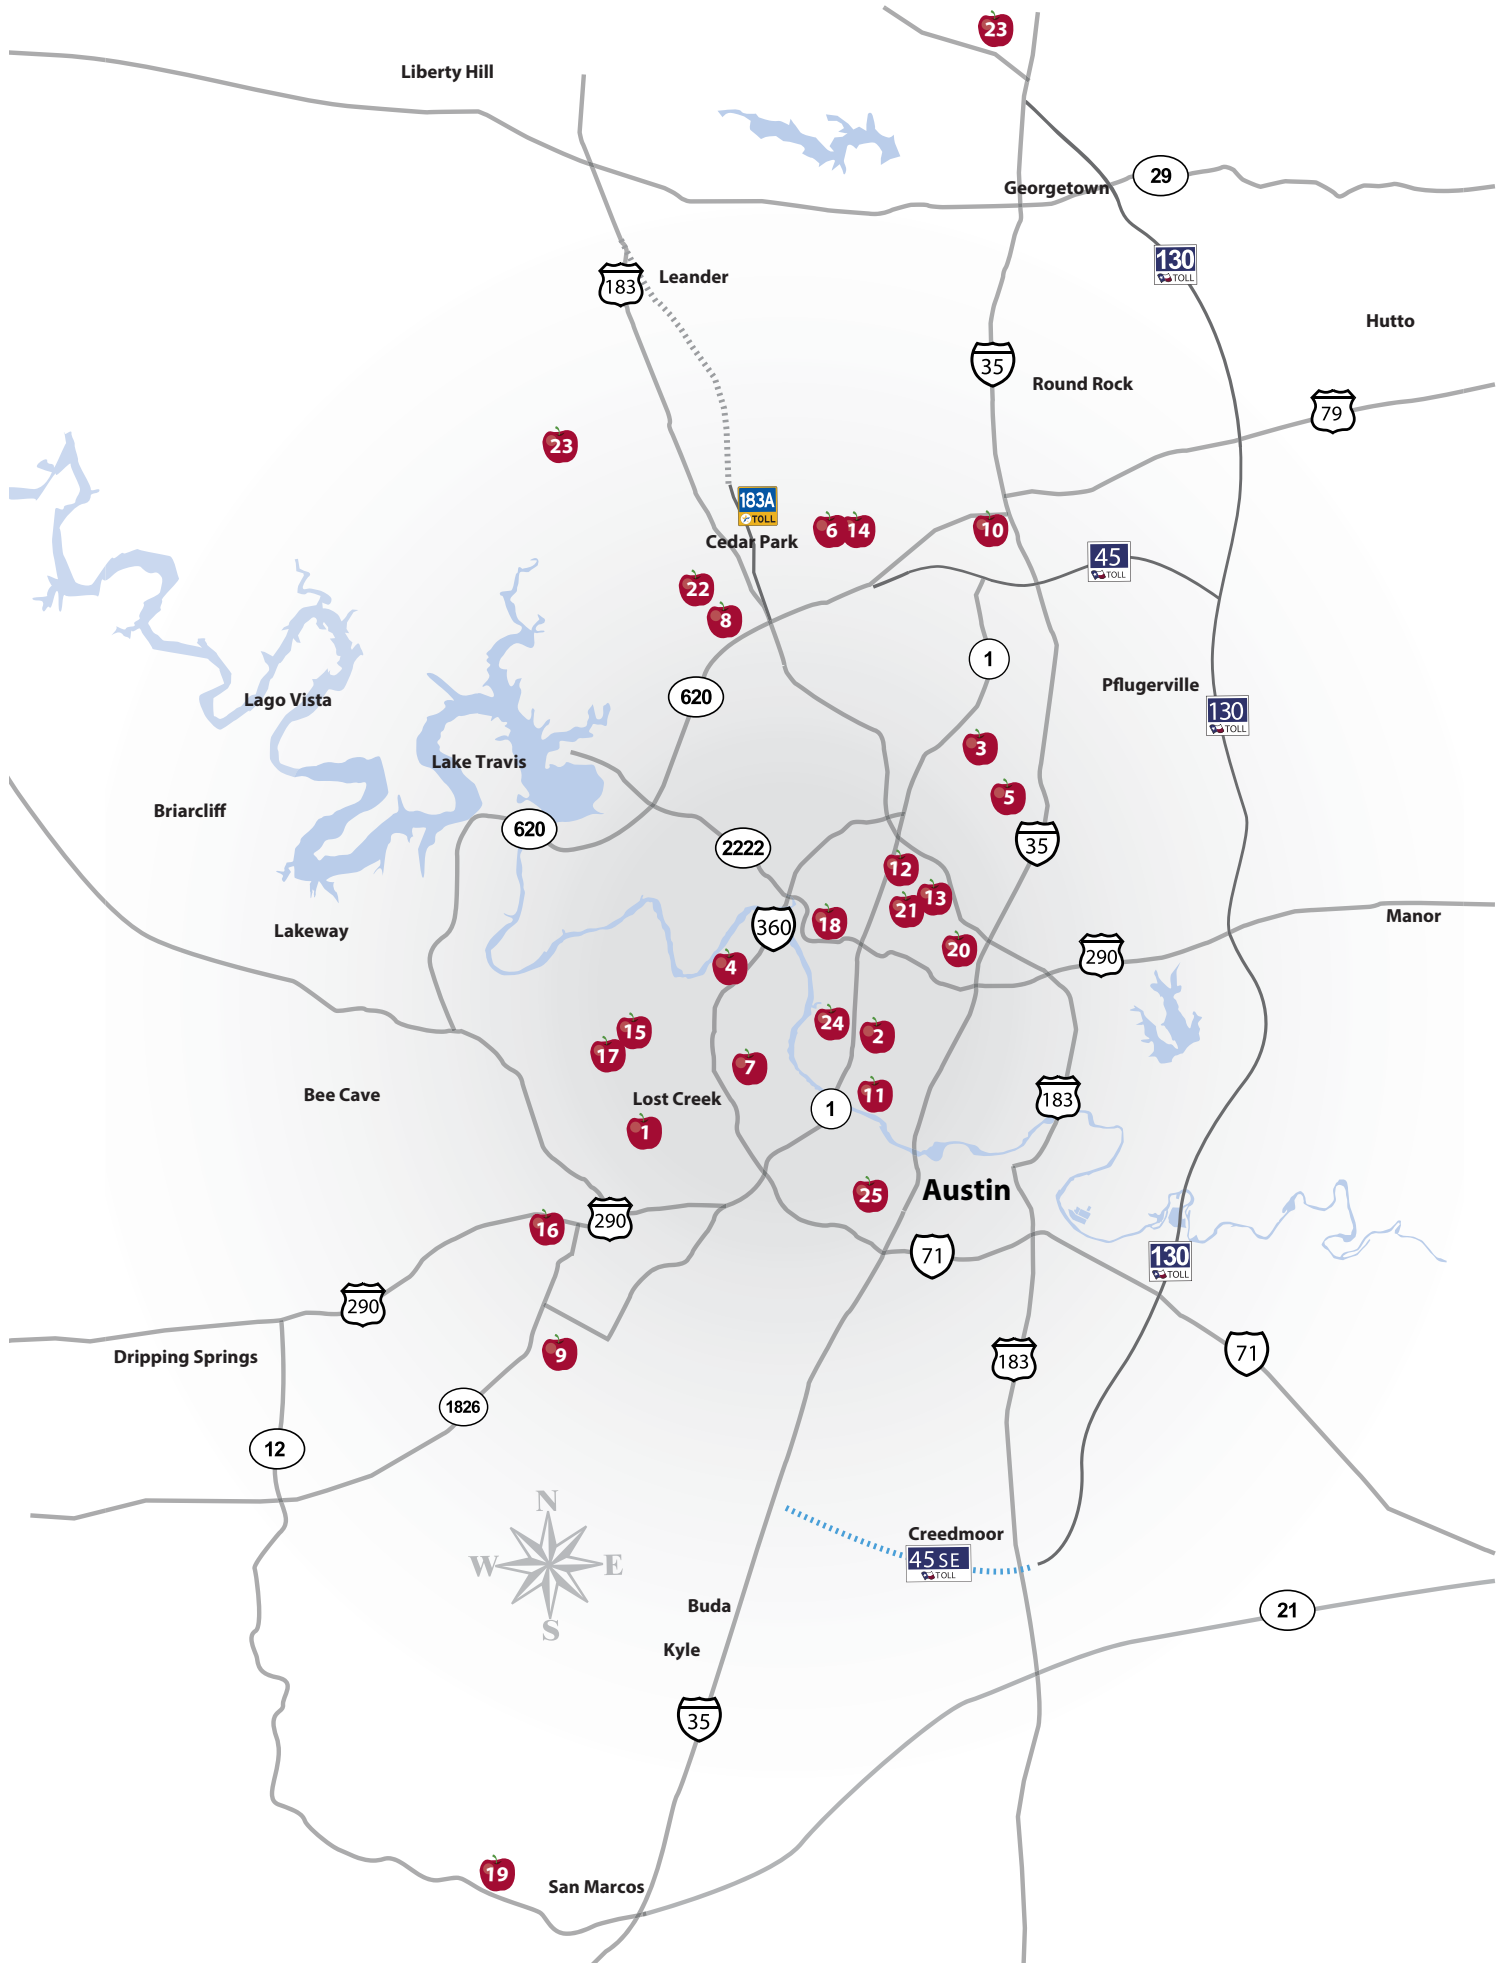 23
Liberty Hill
29
Georgetown
130
TOLL
183
Leander
Hutto
35
Round Rock
79
23
183A
TOLL
6
14
10
Cedar Park
45
TOLL
22
8
1
620
Pflugerville
Lago Vista
130
TOLL
3
Lake Travis
5
Briarcliff
620
2222
35
12
13
21
Manor
18
360
Lakeway
20
290
4
24
15
2
17
7
Bee Cave
11
183
Lost Creek
1
1
25
Austin
16
290
71
130
TOLL
290
9
Dripping Springs
71
183
1826
12
N
W
E
S
Creedmoor
45 SE
TOLL
Buda
21
Kyle
35
19
San Marcos